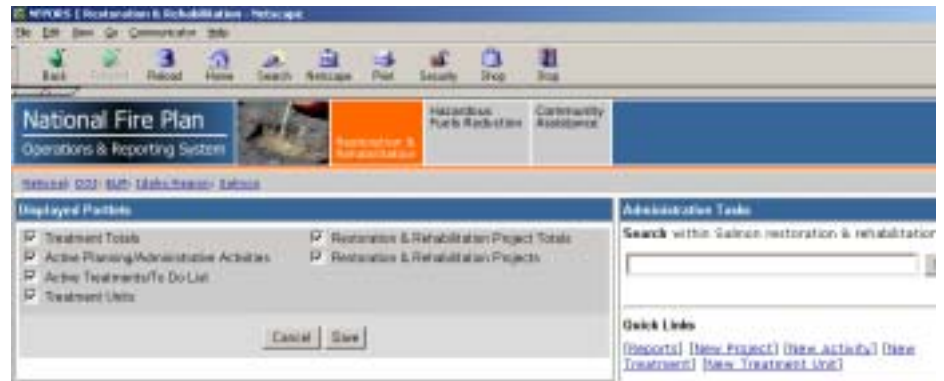 NFPORS [ Restoration & Rehabilitation - Netscape
File Edit View Go Communicator Help
Back Forward Reload Home Search Netscape Print Security Shop Stop
National Fire Plan
Operations & Reporting System
Restoration & Rehabilitation
Hazardous Fuels Reduction
Community Assistance
National› DOI› BLM› Idaho Region› Salmon
Displayed Portlets
Treatment Totals
Active Planning/Administrative Activities
Active Treatments/To Do List
Treatment Units
Restoration & Rehabilitation Project Totals
Restoration & Rehabilitation Projects
Cancel Save
Administrative Tasks
Search within Salmon restoration & rehabilitation
Quick Links
[Reports] [New Project] [New Activity] [New
Treatment] [New Treatment Unit]